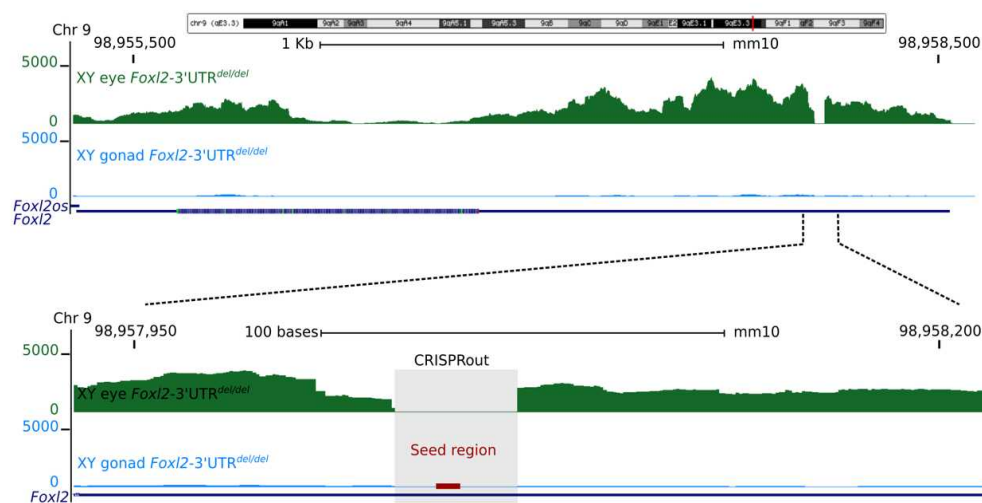 chr9 (qE3.3) 9qA1 9qA2 9qA3 9qA4 9qA5.1 9qA5.3 9qB 9qC 9qD 9qE1 E2 9qE3.1 9qE3.3 9qF1 qF2 9qF3 9qF4
Chr 9
98,955,500 1 Kb mm10 98,958,500
5000
XY eye Foxl2-3'UTRdel/del
0
5000
XY gonad Foxl2-3'UTRdel/del
0
Foxl2os
Foxl2
Chr 9
98,957,950 100 bases mm10 98,958,200
5000
CRISPRout
XY eye Foxl2-3'UTRdel/del
0
5000
Seed region
XY gonad Foxl2-3'UTRdel/del
0
Foxl2